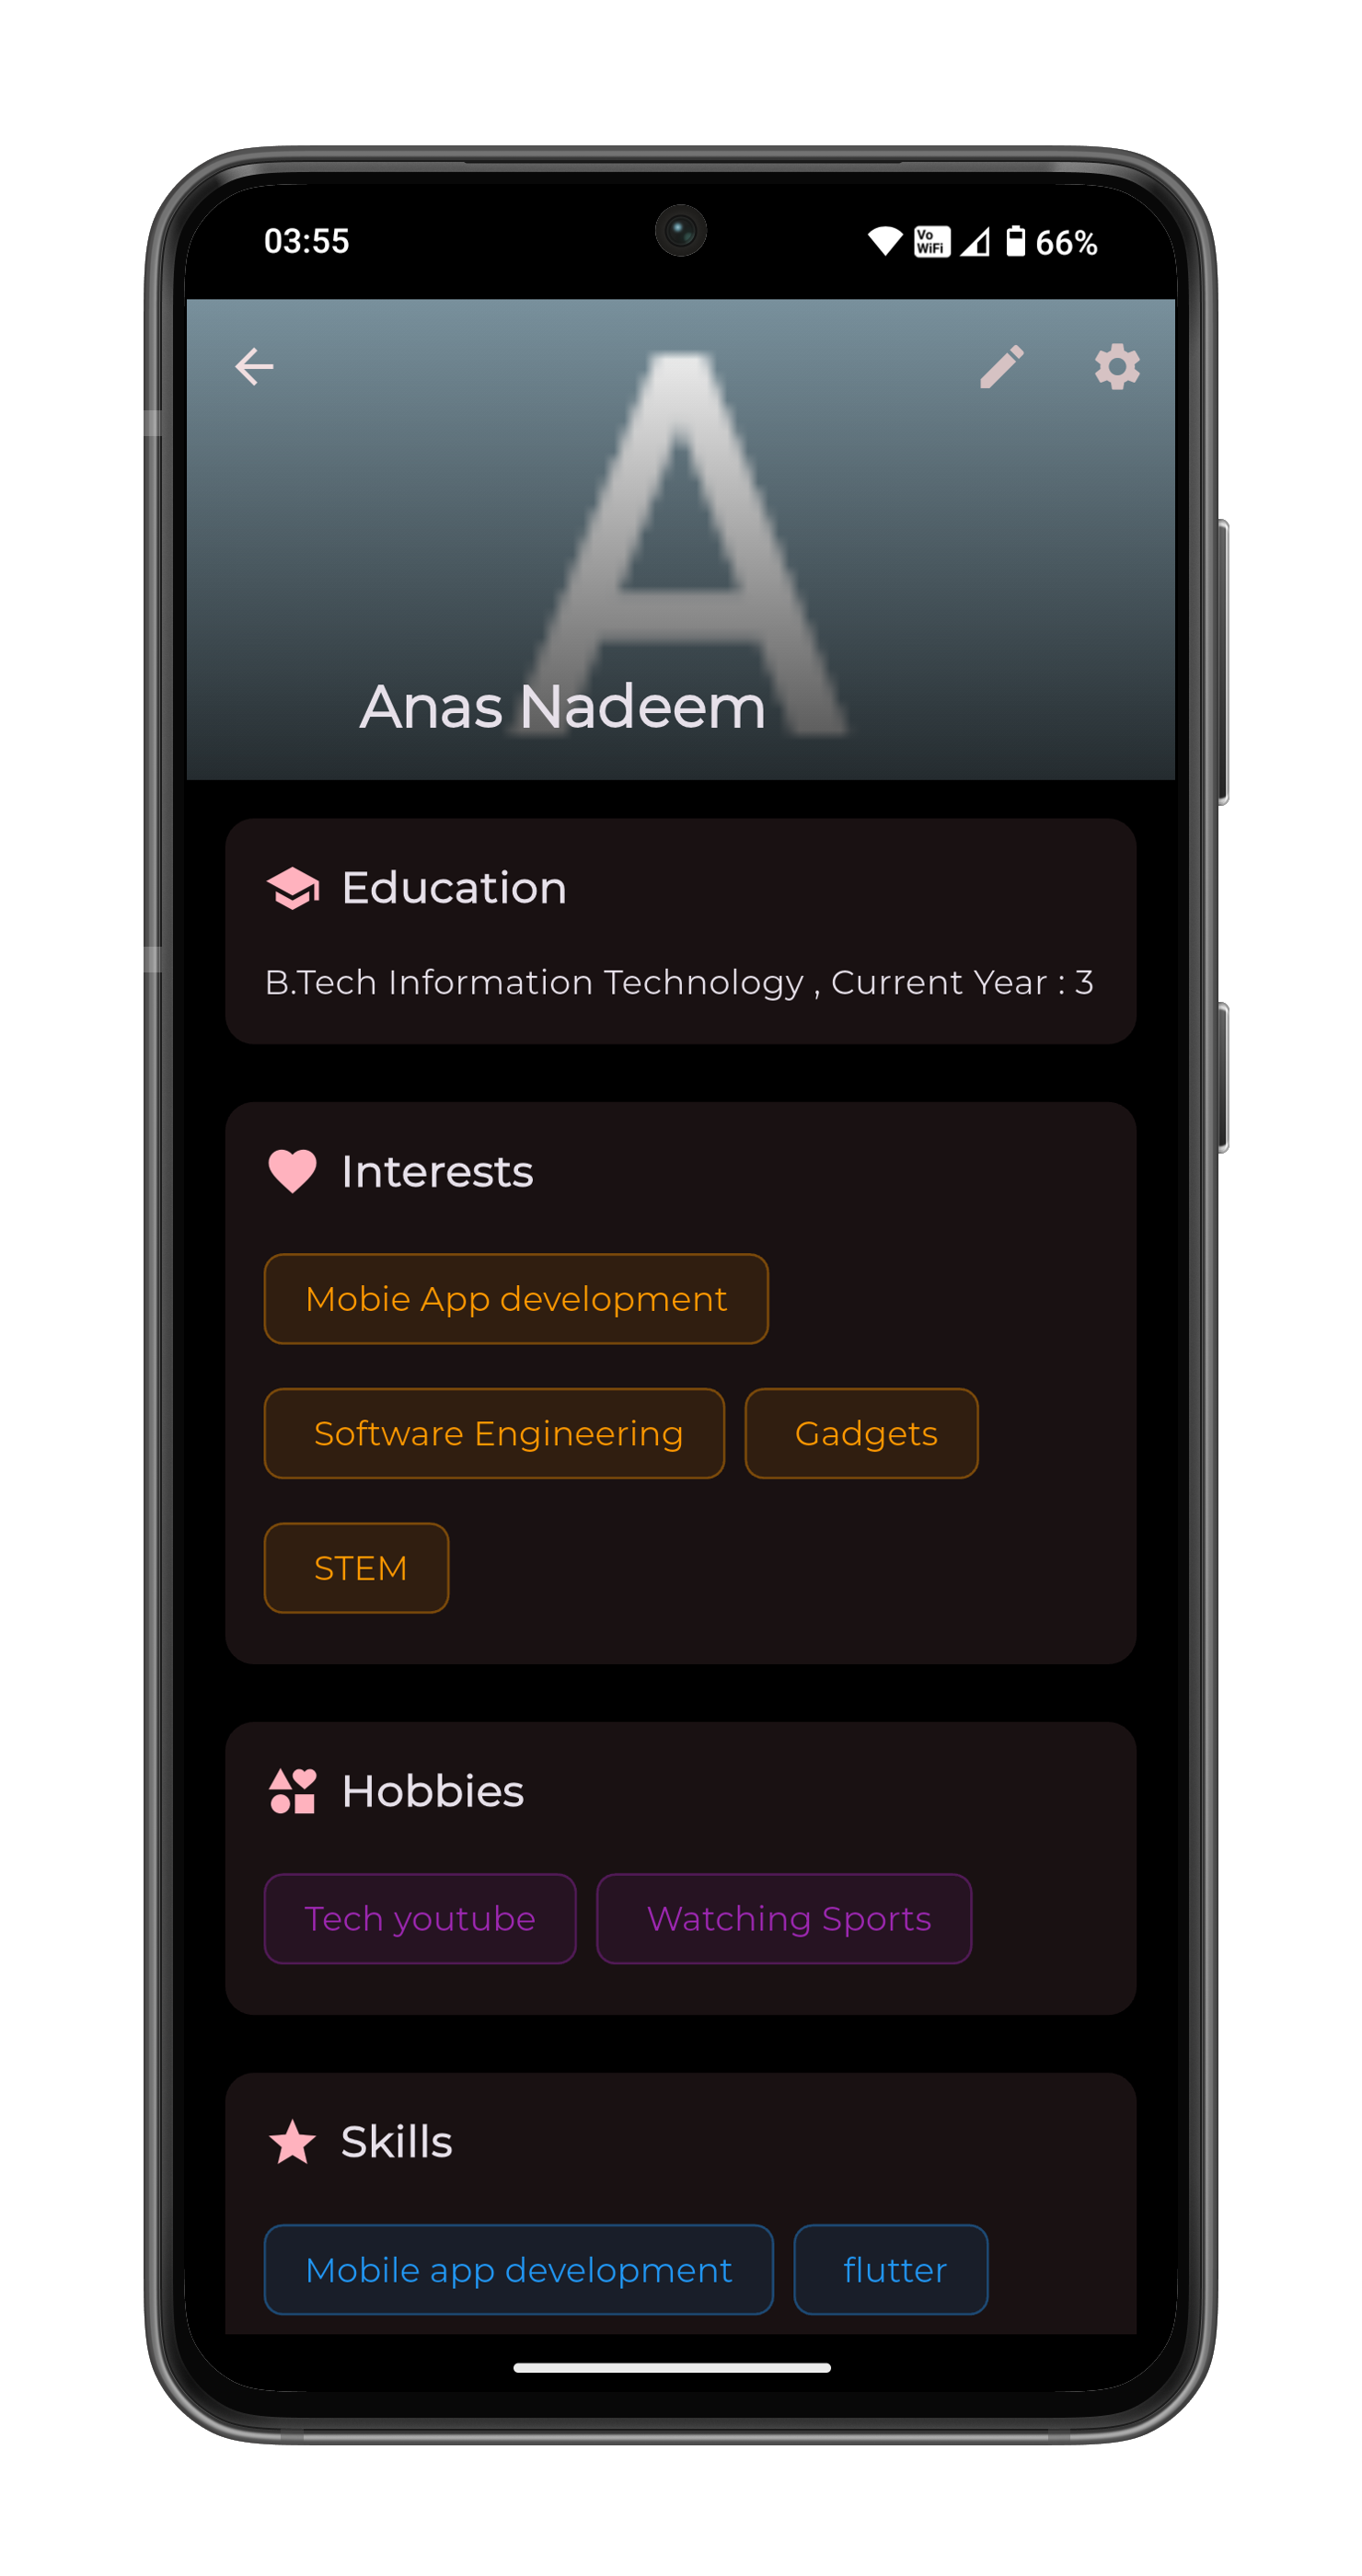 03:55 Vo WiFi 66%
A
Anas Nadeem
Education
B.Tech Information Technology , Current Year : 3
Interests
Mobie App development
Software Engineering Gadgets
STEM
Hobbies
Tech youtube Watching Sports
Skills
Mobile app development flutter